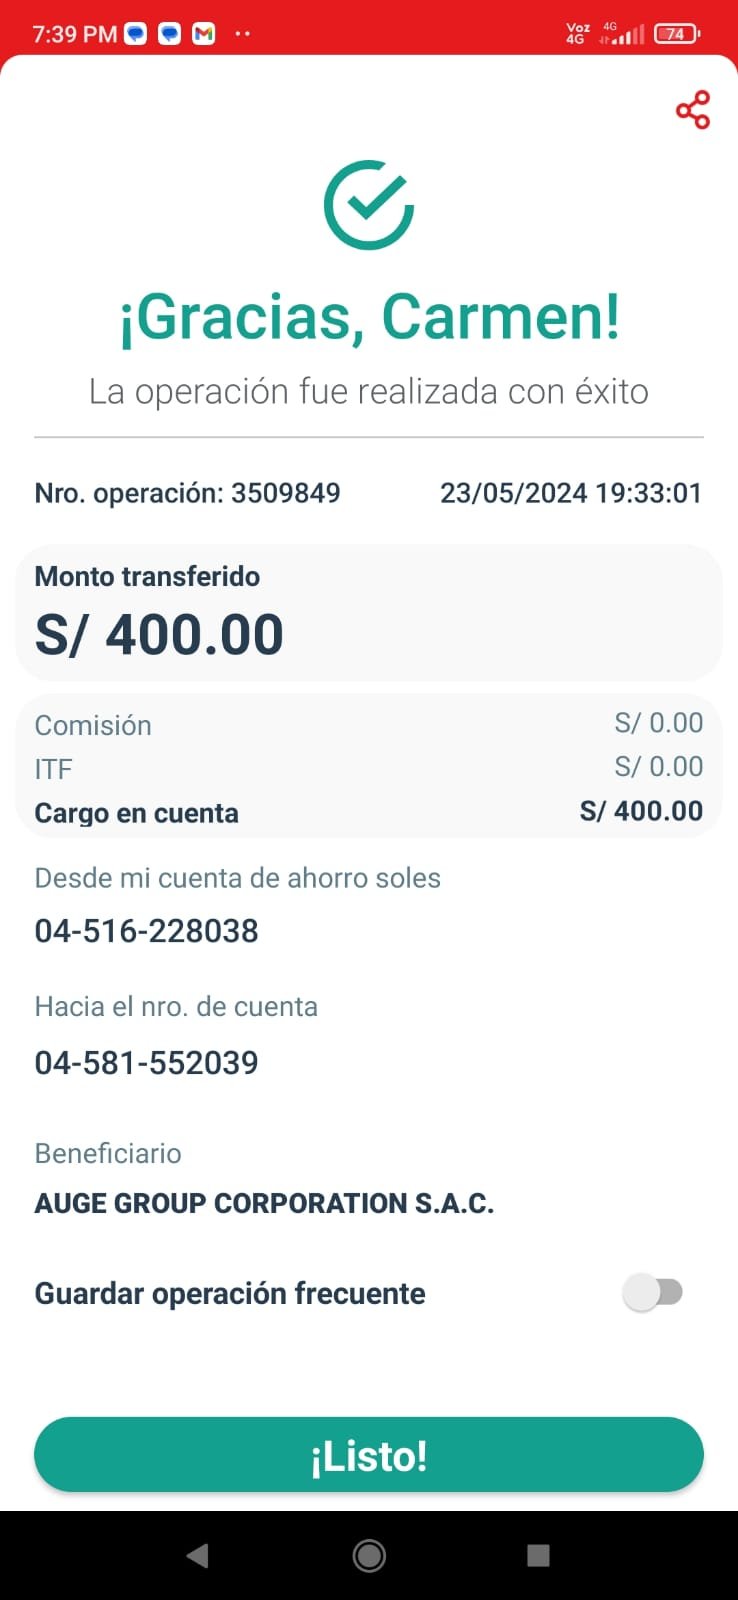 7:39 PM
Voz 4G 4G 74
¡Gracias, Carmen!
La operación fue realizada con éxito
Nro. operación: 3509849 23/05/2024 19:33:01
Monto transferido
S/ 400.00
Comisión S/ 0.00
ITF S/ 0.00
Cargo en cuenta S/ 400.00
Desde mi cuenta de ahorro soles
04-516-228038
Hacia el nro. de cuenta
04-581-552039
Beneficiario
AUGE GROUP CORPORATION S.A.C.
Guardar operación frecuente
¡Listo!